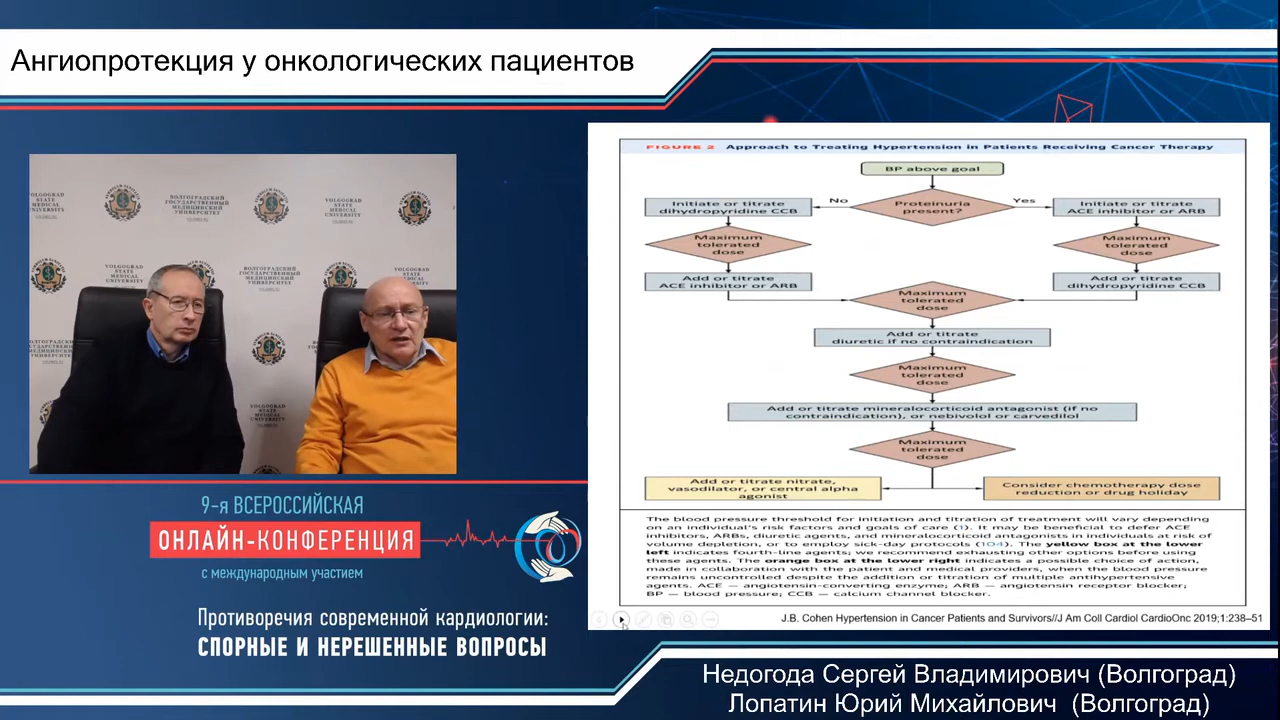 Ангиопротекция у онкологических пациентов
VOLGOGRAD
STATE
MEDICAL
UNIVERSITY
ВОЛГОГРАДСКИЙ
ГОСУДАРСТВЕННЫЙ
МЕДИЦИНСКИЙ
УНИВЕРСИТЕТ
FIGURE 2 Approach to Treating Hypertension in Patients Receiving Cancer Therapy
BP above goal
Proteinuria
present?
No
Yes
Initiate or titrate
dihydropyridine CCB
Initiate or titrate
ACE inhibitor or ARB
Maximum
tolerated
dose
Maximum
tolerated
dose
Add or titrate
ACE inhibitor or ARB
Add or titrate
dihydropyridine CCB
Maximum
tolerated
dose
Add or titrate
diuretic if no contraindication
Maximum
tolerated
dose
Add or titrate mineralocorticoid antagonist (if no
contraindication), or nebivolol or carvedilol
Maximum
tolerated
dose
Add or titrate nitrate,
vasodilator, or central alpha
agonist
Consider chemotherapy dose
reduction or drug holiday
The blood pressure threshold for initiation and titration of treatment will vary depending
on an individual's risk factors and goals of care (1). It may be beneficial to defer ACE
inhibitors, ARBs, diuretic agents, and mineralocorticoid antagonists in individuals at risk of
volume depletion, or to employ sick-day protocols (104). The yellow box at the lower
left indicates fourth-line agents; we recommend exhausting other options before using
these agents. The orange box at the lower right indicates a possible choice of action,
made in collaboration with the patient and medical providers, when the blood pressure
remains uncontrolled despite the addition or titration of multiple antihypertensive
agents. ACE = angiotensin-converting enzyme; ARB = angiotensin receptor blocker;
BP = blood pressure; CCB = calcium channel blocker.
J.B. Cohen Hypertension in Cancer Patients and Survivors//J Am Coll Cardiol CardioOnc 2019;1:238–51
9-я ВСЕРОССИЙСКАЯ
ОНЛАЙН-КОНФЕРЕНЦИЯ
с международным участием
Противоречия современной кардиологии:
СПОРНЫЕ И НЕРЕШЕННЫЕ ВОПРОСЫ
Недогода Сергей Владимирович (Волгоград)
Лопатин Юрий Михайлович (Волгоград)